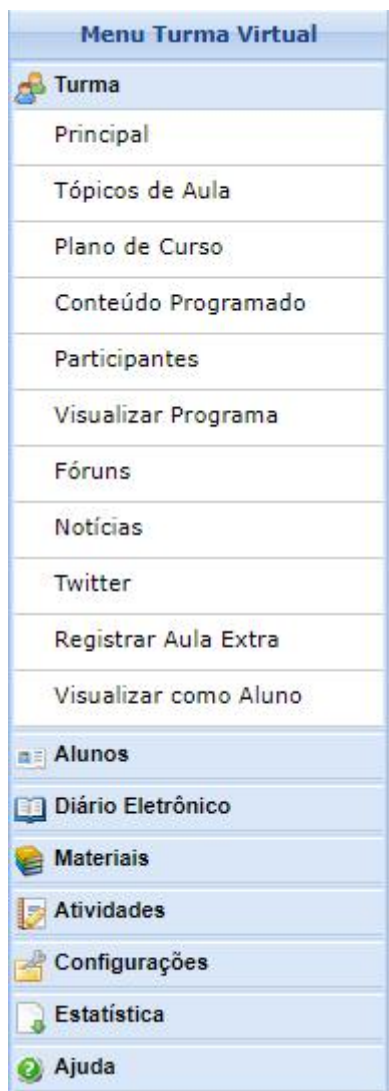 Menu Turma Virtual
Turma
Principal
Tópicos de Aula
Plano de Curso
Conteúdo Programado
Participantes
Visualizar Programa
Fóruns
Notícias
Twitter
Registrar Aula Extra
Visualizar como Aluno
Alunos
Diário Eletrônico
Materiais
Atividades
Configurações
Estatística
Ajuda